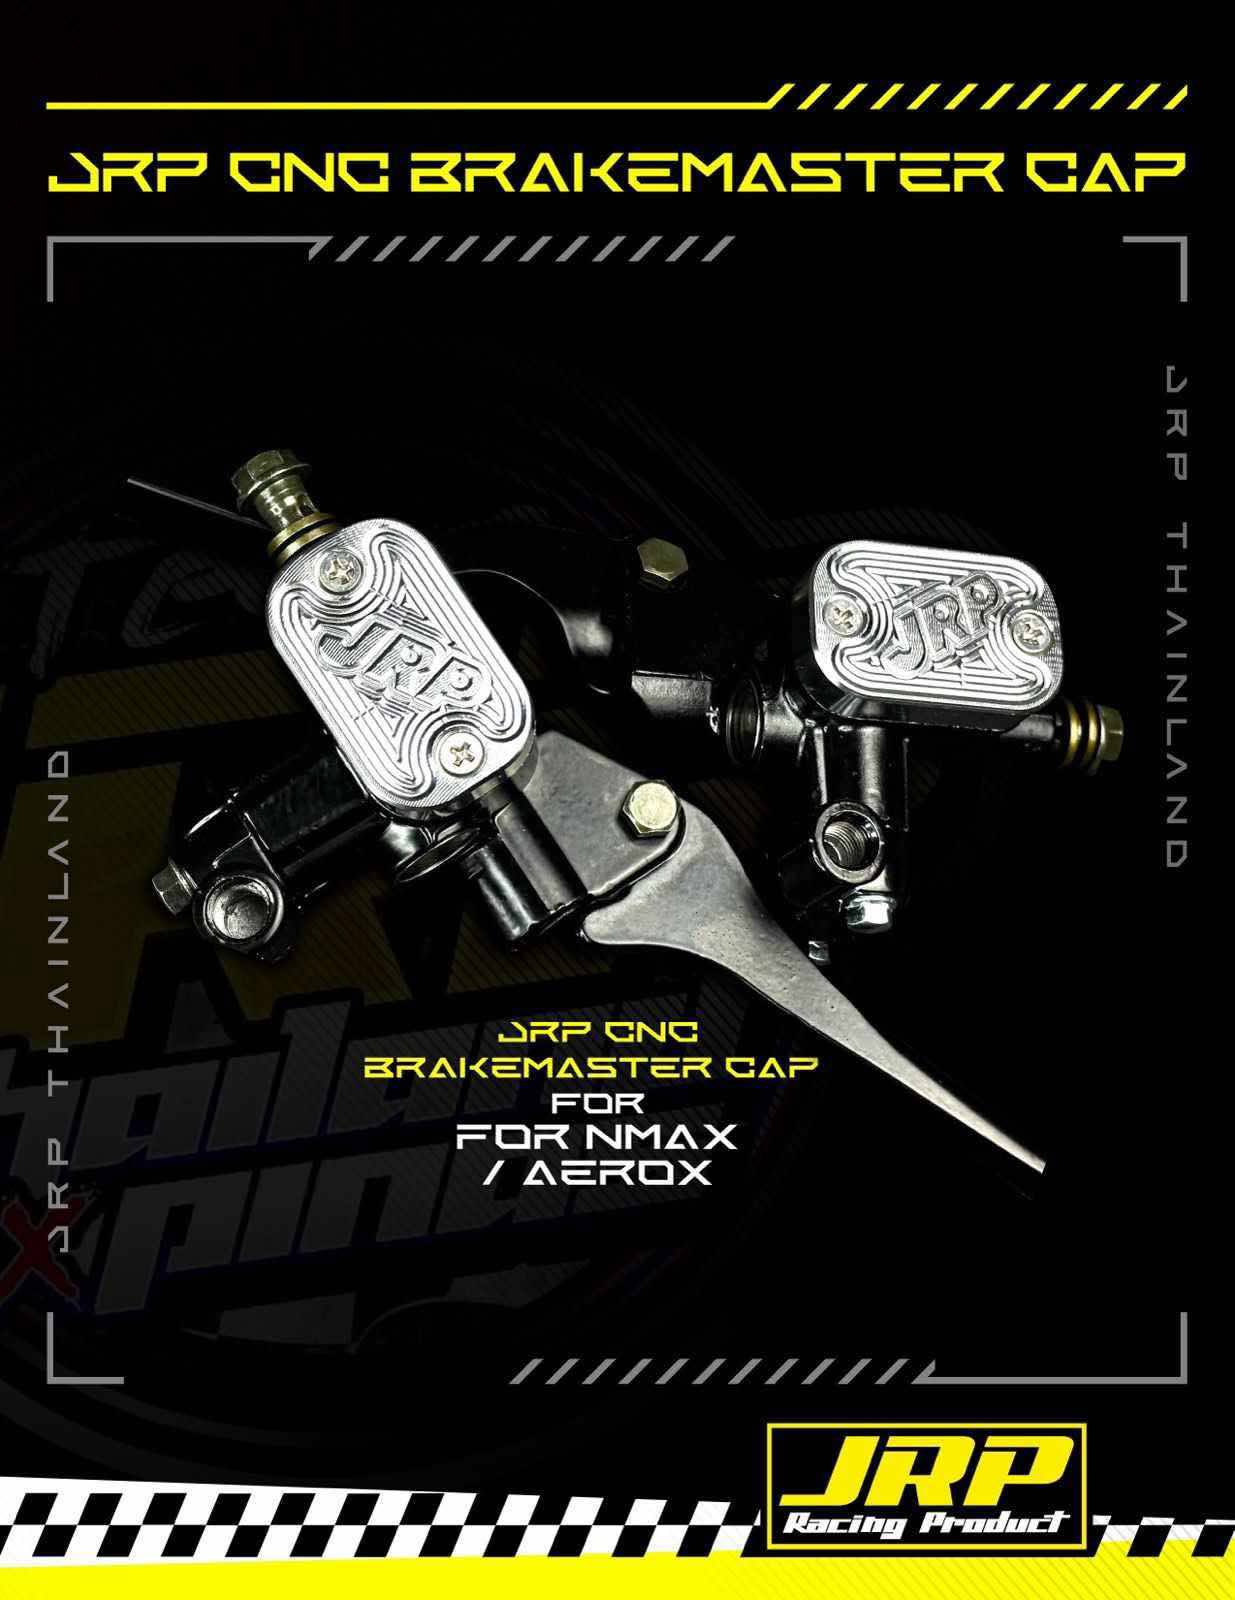 JRP CNC BRAKEMASTER CAP
JRP THAINLAND
JRP THAINLAND
JRP
JRP
JRP CNC
BRAKEMASTER CAP
FOR
FOR NMAX
/ AEROX
JRP
Racing Product